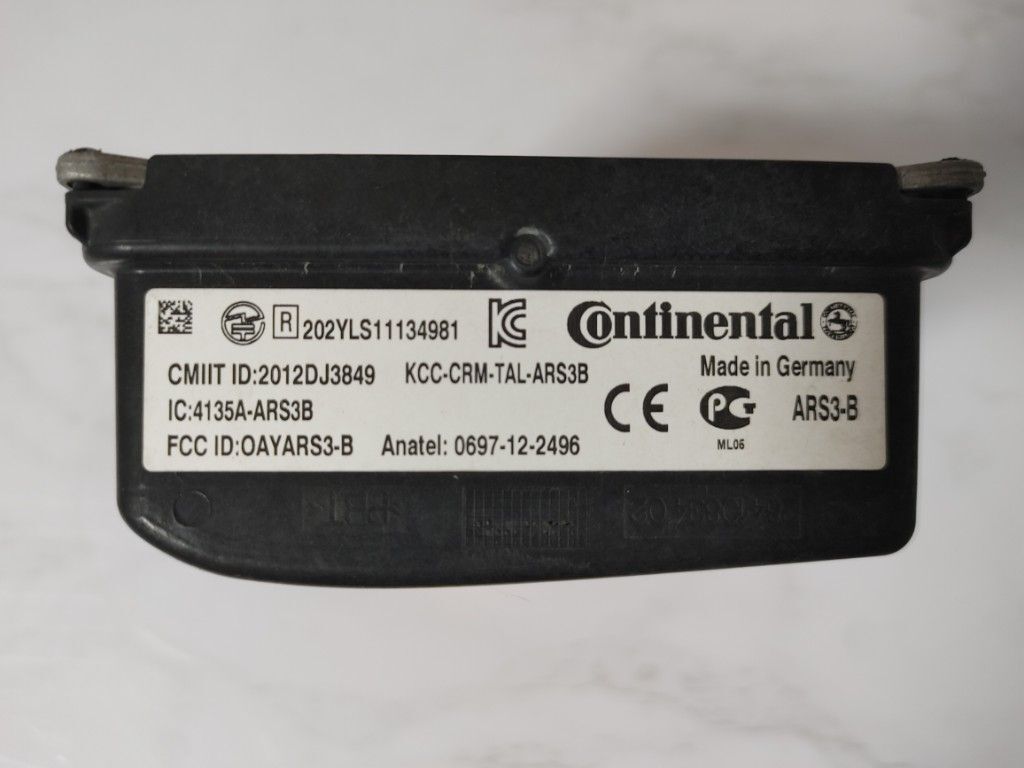 R 202YLS11134981
Continental
CMIIT ID:2012DJ3849 KCC-CRM-TAL-ARS3B
Made in Germany
IC:4135A-ARS3B
CE
ARS3-B
FCC ID:OAYARS3-B Anatel: 0697-12-2496
ML06